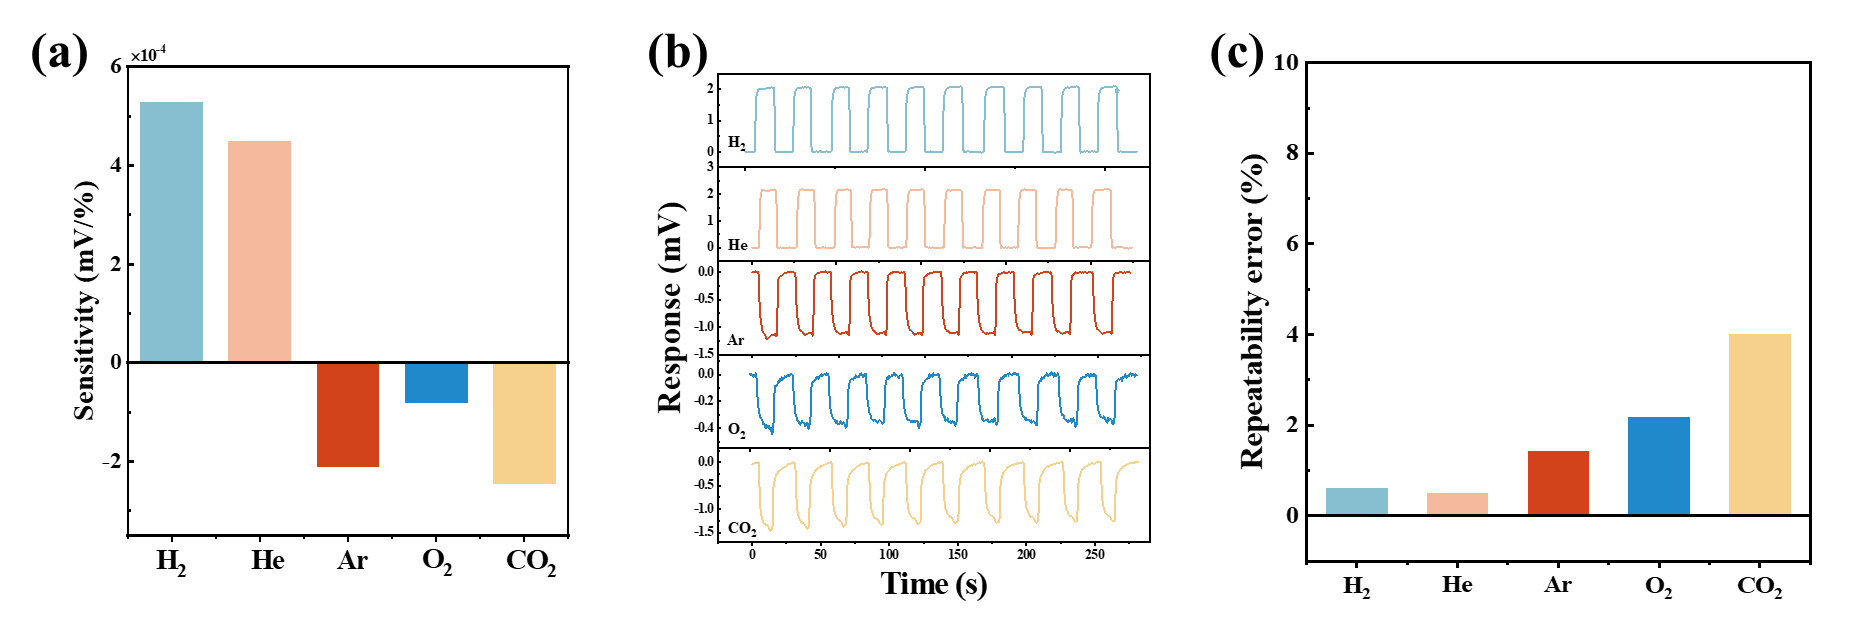 (a)
×10⁻⁴
6
4
2
0
-2
Sensitivity (mV/%)
H₂ He Ar O₂ CO₂
(b)
2
1
0
H₂
3
2
1
0
He
0.0
-0.5
-1.0
-1.5
Ar
0.0
-0.2
-0.4
O₂
0.0
-0.5
-1.0
-1.5
CO₂
Response (mV)
0 50 100 150 200 250
Time (s)
(c)
10
8
6
4
2
0
Repeatability error (%)
H₂ He Ar O₂ CO₂